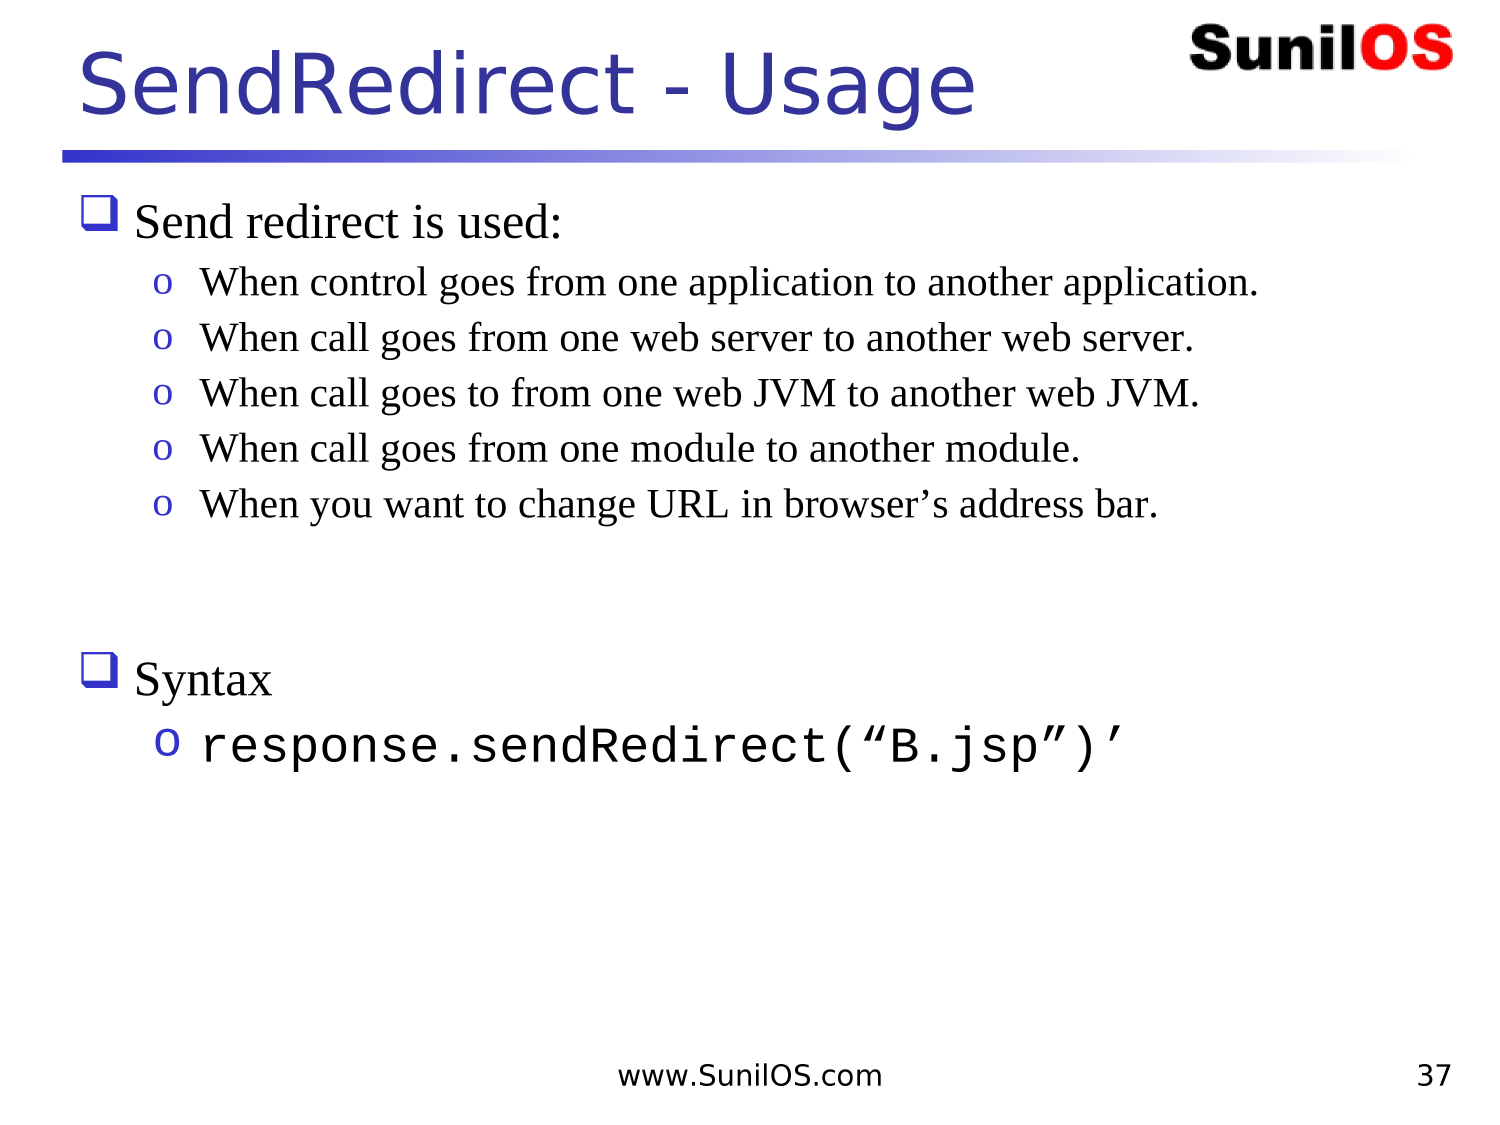 SunilOS
SendRedirect - Usage
Send redirect is used:
o When control goes from one application to another application.
o When call goes from one web server to another web server.
o When call goes to from one web JVM to another web JVM.
o When call goes from one module to another module.
o When you want to change URL in browser’s address bar.
Syntax
o response.sendRedirect(“B.jsp”)’
www.SunilOS.com
37